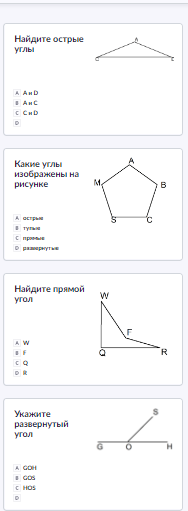 Найдите острые
углы
A
C
E
A А и D
B А и С
C С и D
D
Какие углы
изображены на
рисунке
A
M
B
S
C
A острые
B тупые
C прямые
D развернутые
Найдите прямой
угол
W
F
Q
R
A W
B F
C Q
D R
Укажите
развернутый
угол
S
G
O
H
A GOH
B GOS
C HOS
D